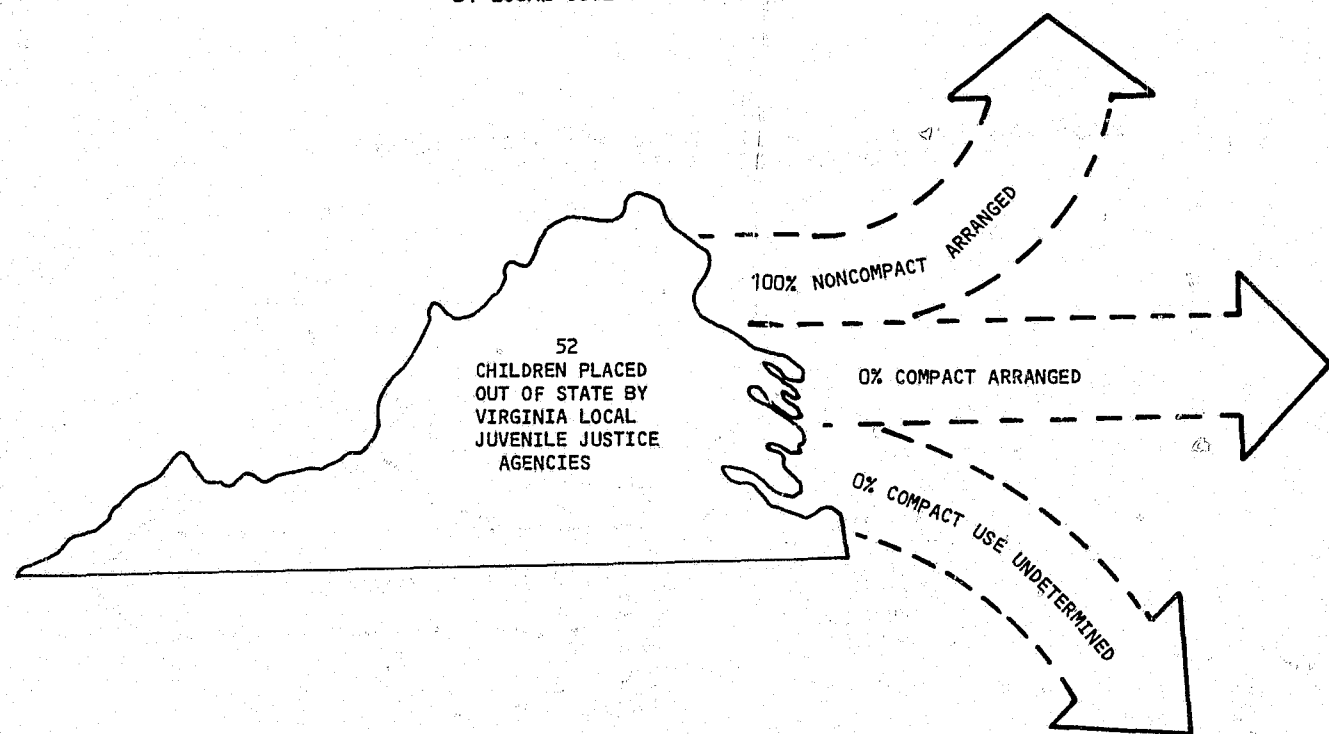 100% NONCOMPACT ARRANGED
52
CHILDREN PLACED
OUT OF STATE BY
VIRGINIA LOCAL
JUVENILE JUSTICE
AGENCIES
0% COMPACT ARRANGED
0% COMPACT USE UNDETERMINED